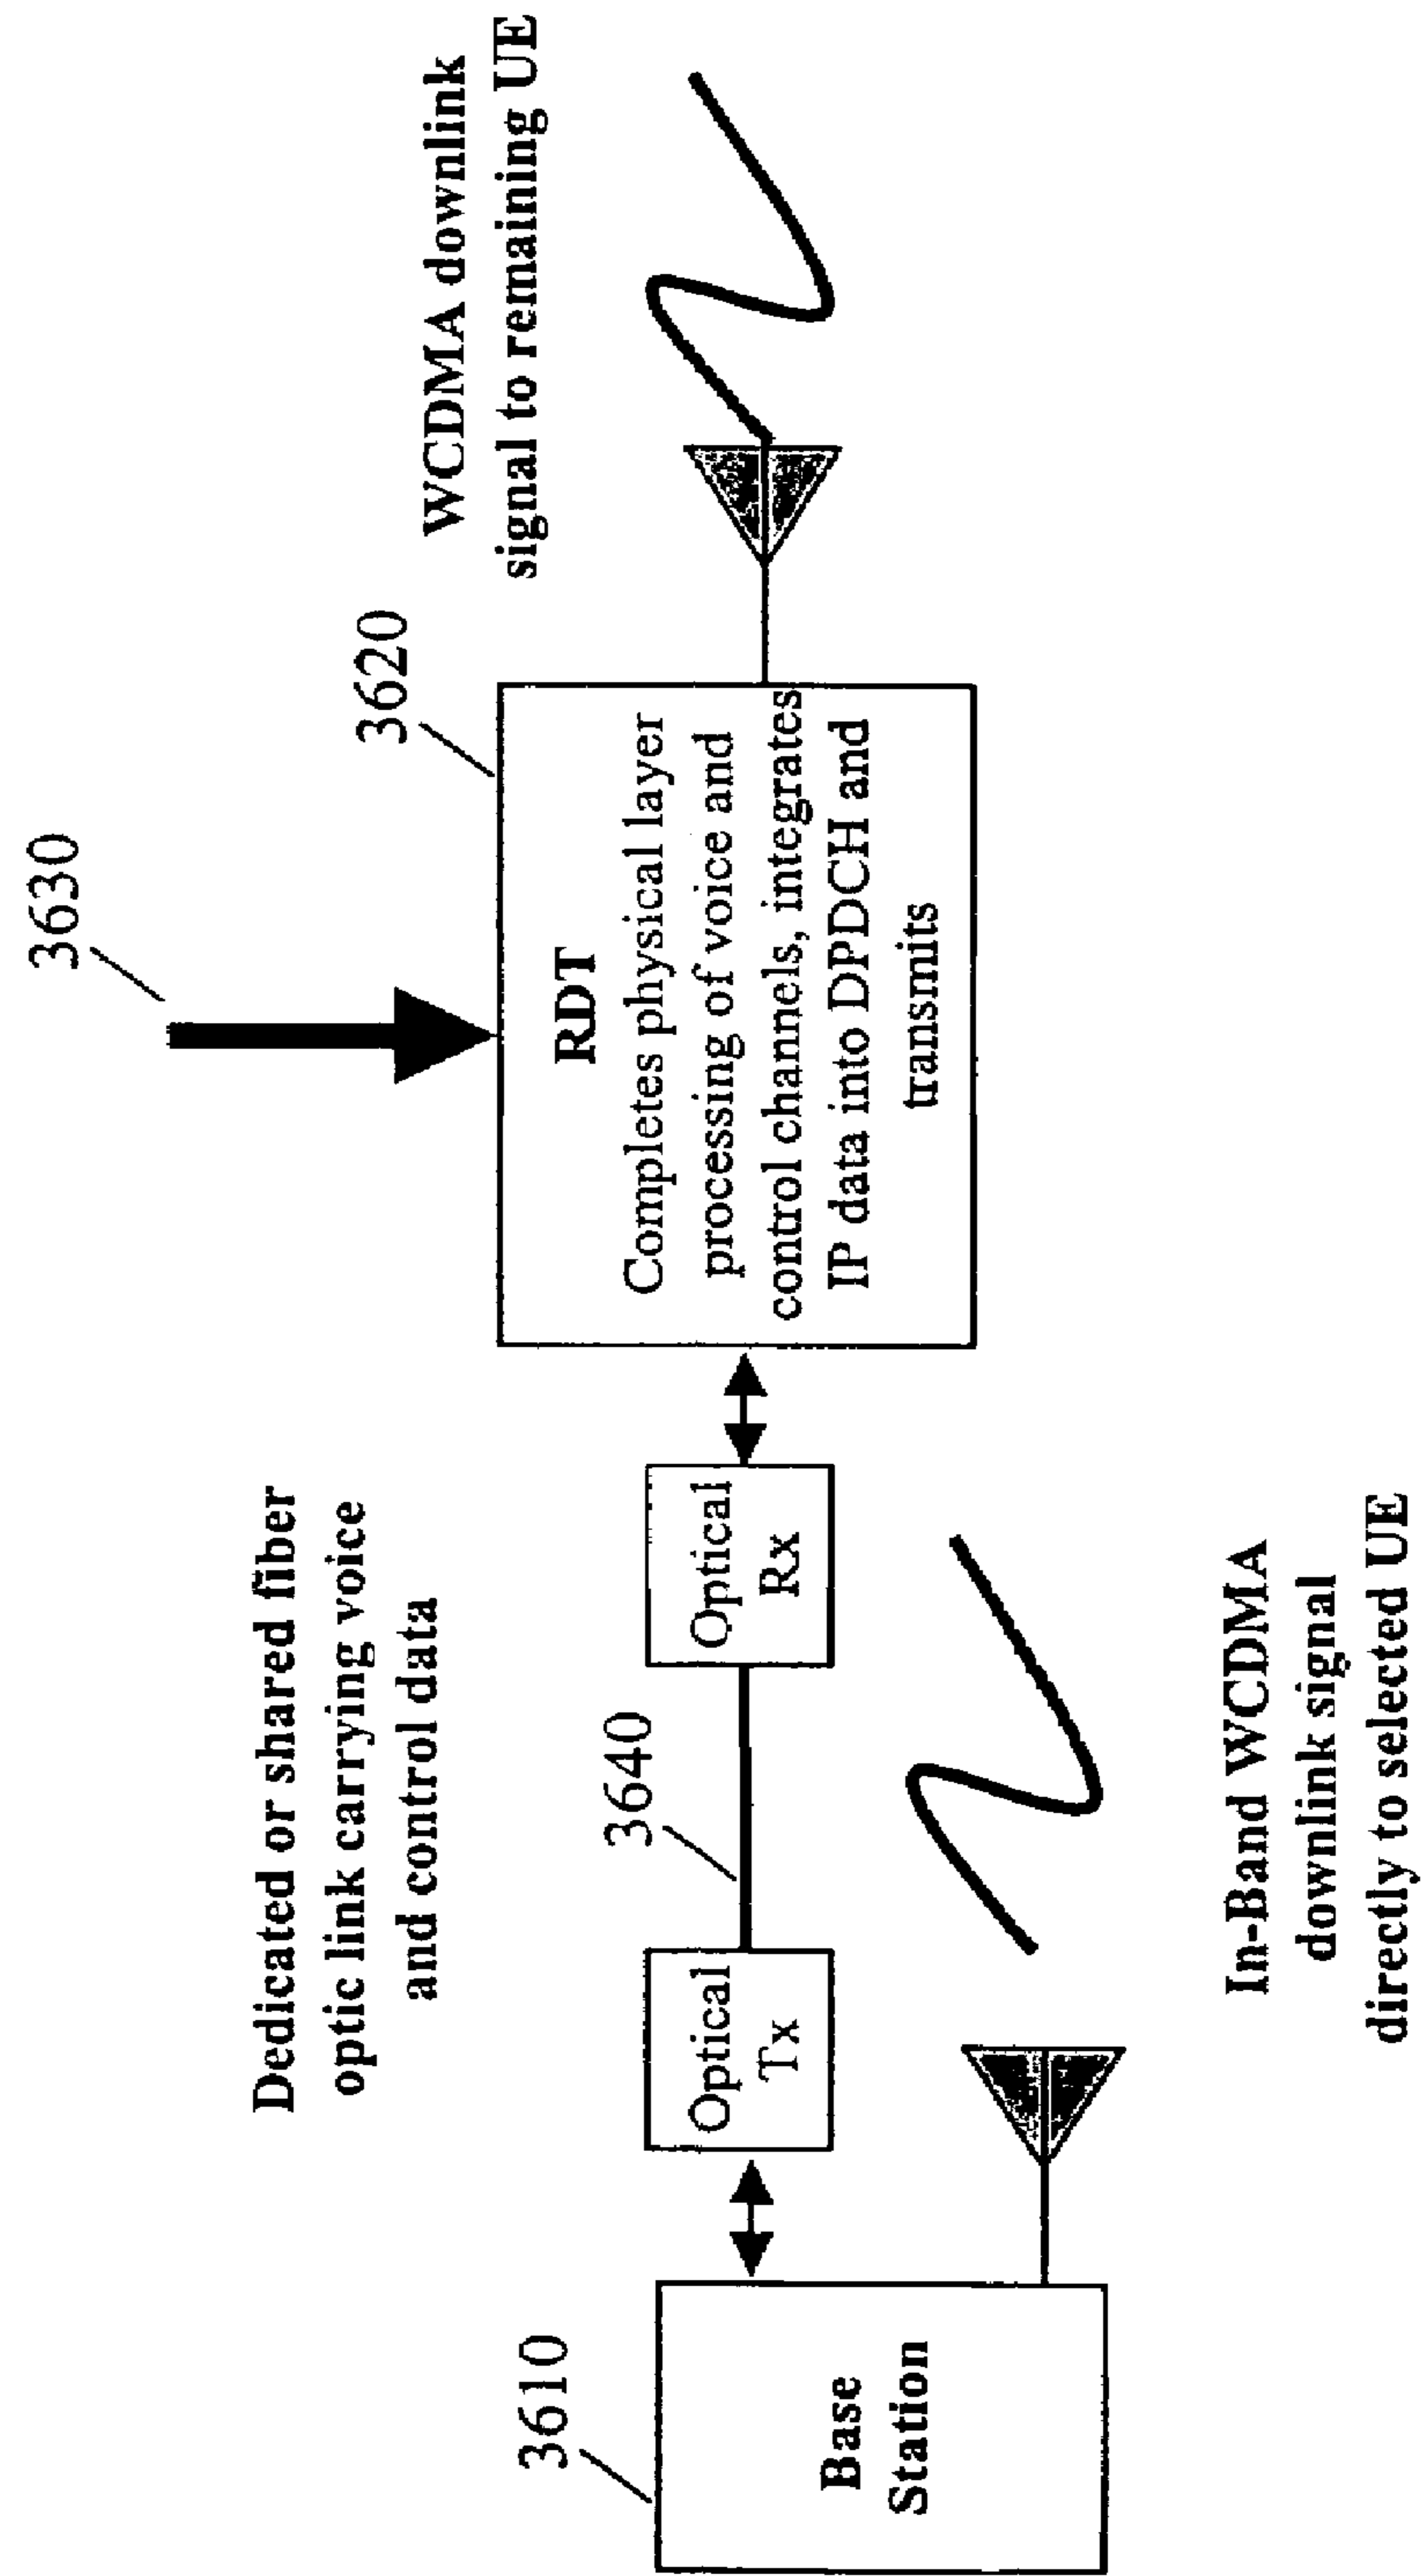 3630
3620
WCDMA downlink
signal to remaining UE
RDT
Completes physical layer
processing of voice and
control channels, integrates
IP data into DPDCH and
transmits
Dedicated or shared fiber
optic link carrying voice
and control data
3640
Optical
Tx
Optical
Rx
3610
Base
Station
In-Band WCDMA
downlink signal
directly to selected UE